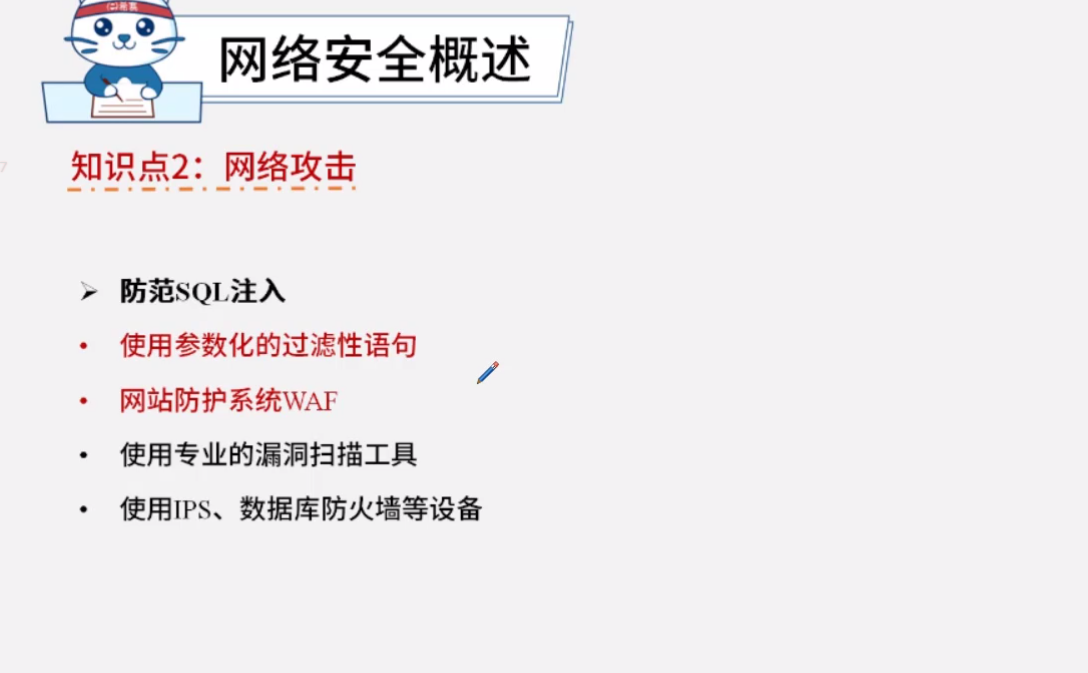 网络安全概述
知识点2：网络攻击
➢ 防范SQL注入
• 使用参数化的过滤性语句
• 网站防护系统WAF
• 使用专业的漏洞扫描工具
• 使用IPS、数据库防火墙等设备